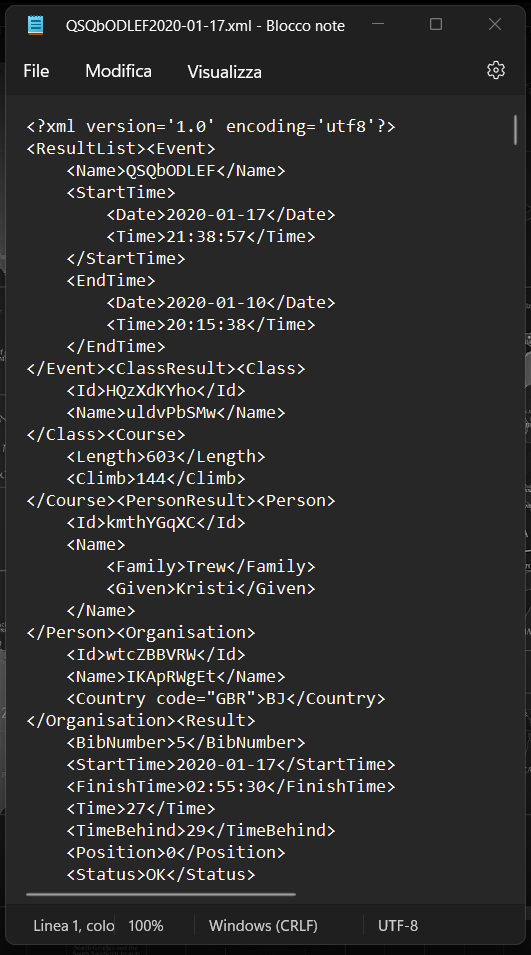 QSQbODLEF2020-01-17.xml - Blocco note
File Modifica Visualizza
<?xml version='1.0' encoding='utf8'?>
<ResultList><Event>
    <Name>QSQbODLEF</Name>
    <StartTime>
        <Date>2020-01-17</Date>
        <Time>21:38:57</Time>
    </StartTime>
    <EndTime>
        <Date>2020-01-10</Date>
        <Time>20:15:38</Time>
    </EndTime>
</Event><ClassResult><Class>
    <Id>HQzXdKYho</Id>
    <Name>uldvPbSMw</Name>
</Class><Course>
    <Length>603</Length>
    <Climb>144</Climb>
</Course><PersonResult><Person>
    <Id>kmthYGqXC</Id>
    <Name>
        <Family>Trew</Family>
        <Given>Kristi</Given>
    </Name>
</Person><Organisation>
    <Id>wtcZBBVRW</Id>
    <Name>IKApRWgEt</Name>
    <Country code="GBR">BJ</Country>
</Organisation><Result>
    <BibNumber>5</BibNumber>
    <StartTime>2020-01-17</StartTime>
    <FinishTime>02:55:30</FinishTime>
    <Time>27</Time>
    <TimeBehind>29</TimeBehind>
    <Position>0</Position>
    <Status>OK</Status>
Linea 1, colo 100% Windows (CRLF) UTF-8